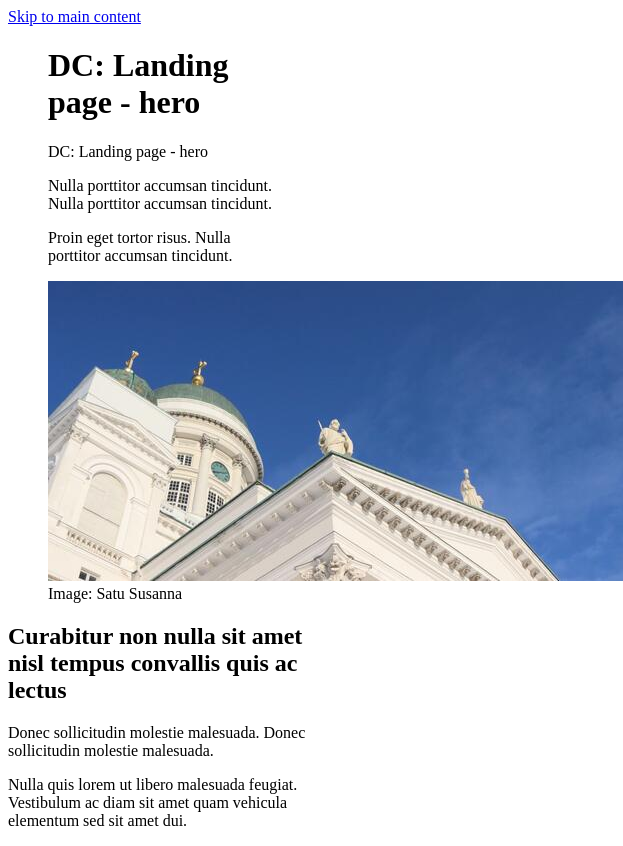 Skip to main content
DC: Landing
page - hero
DC: Landing page - hero
Nulla porttitor accumsan tincidunt.
Nulla porttitor accumsan tincidunt.
Proin eget tortor risus. Nulla
porttitor accumsan tincidunt.
Image: Satu Susanna
Curabitur non nulla sit amet
nisl tempus convallis quis ac
lectus
Donec sollicitudin molestie malesuada. Donec
sollicitudin molestie malesuada.
Nulla quis lorem ut libero malesuada feugiat.
Vestibulum ac diam sit amet quam vehicula
elementum sed sit amet dui.